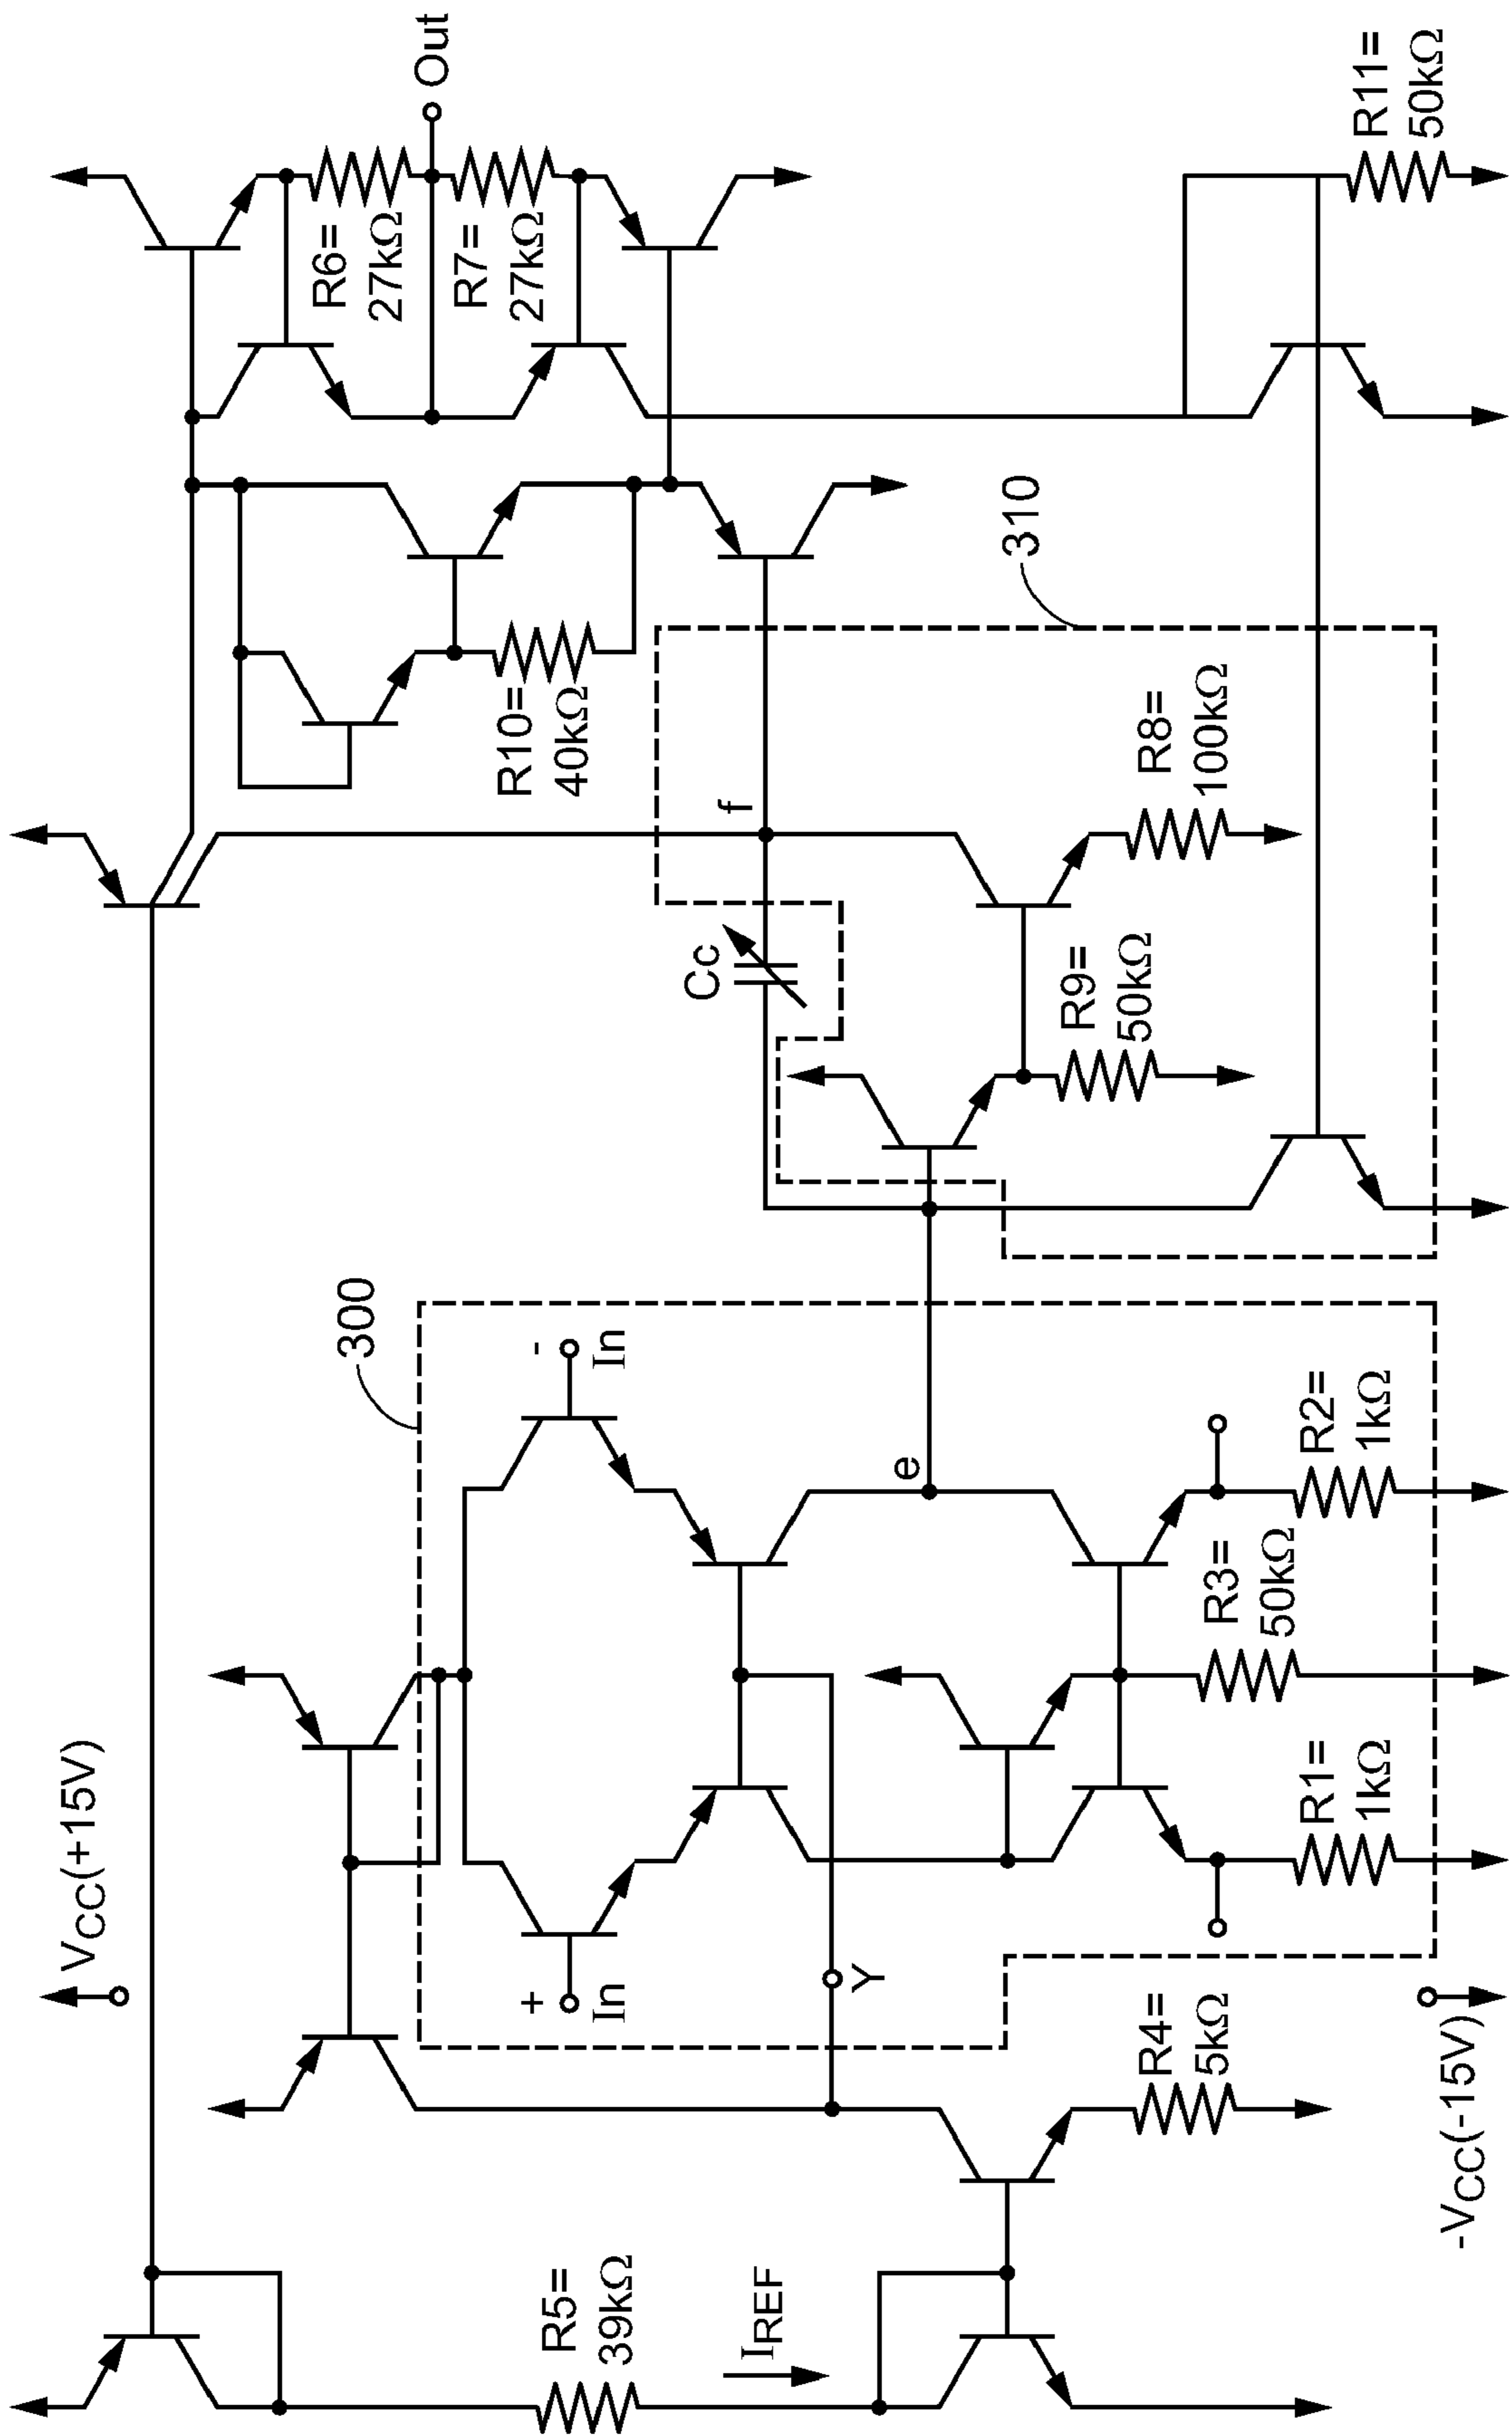 VCC(+15V)
300
+
In
-
In
Y
e
R1=
1kΩ
R3=
50kΩ
R2=
1kΩ
R4=
5kΩ
R5=
39kΩ
IREF
-VCC(-15V)
Cc
f
R9=
50kΩ
R8=
100kΩ
310
R10=
40kΩ
R6=
27kΩ
R7=
27kΩ
Out
R11=
50kΩ